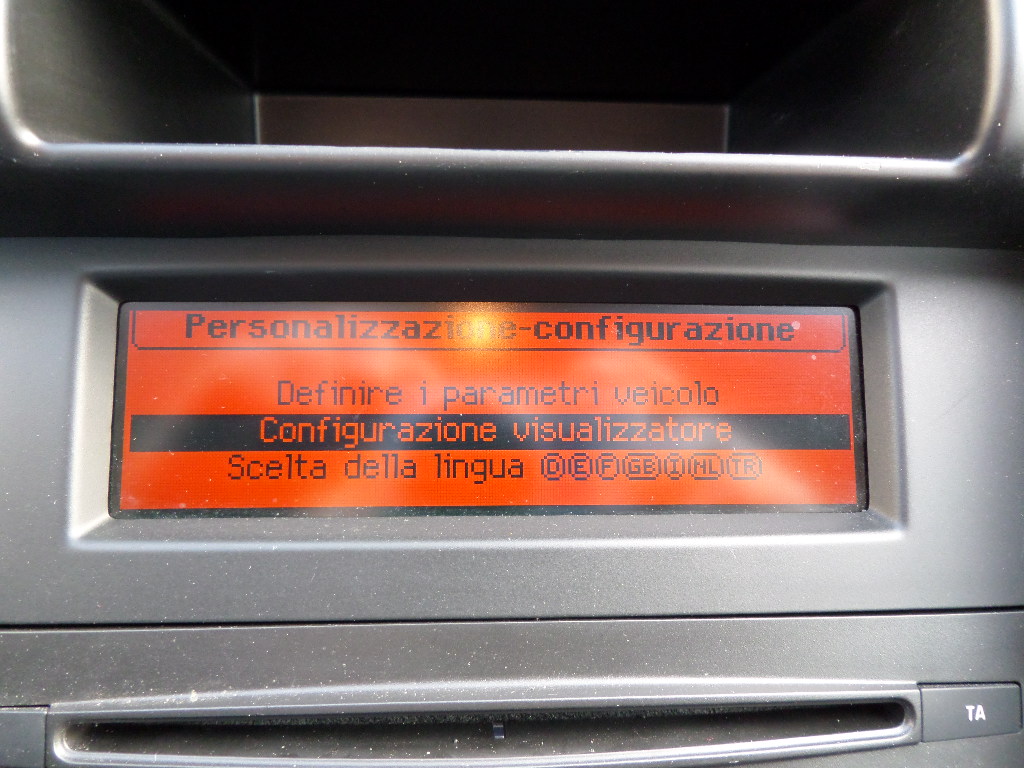 Personalizzazione-configurazione
Definire i parametri veicolo
Configurazione visualizzatore
Scelta della lingua D E F GB I NL TR
TA